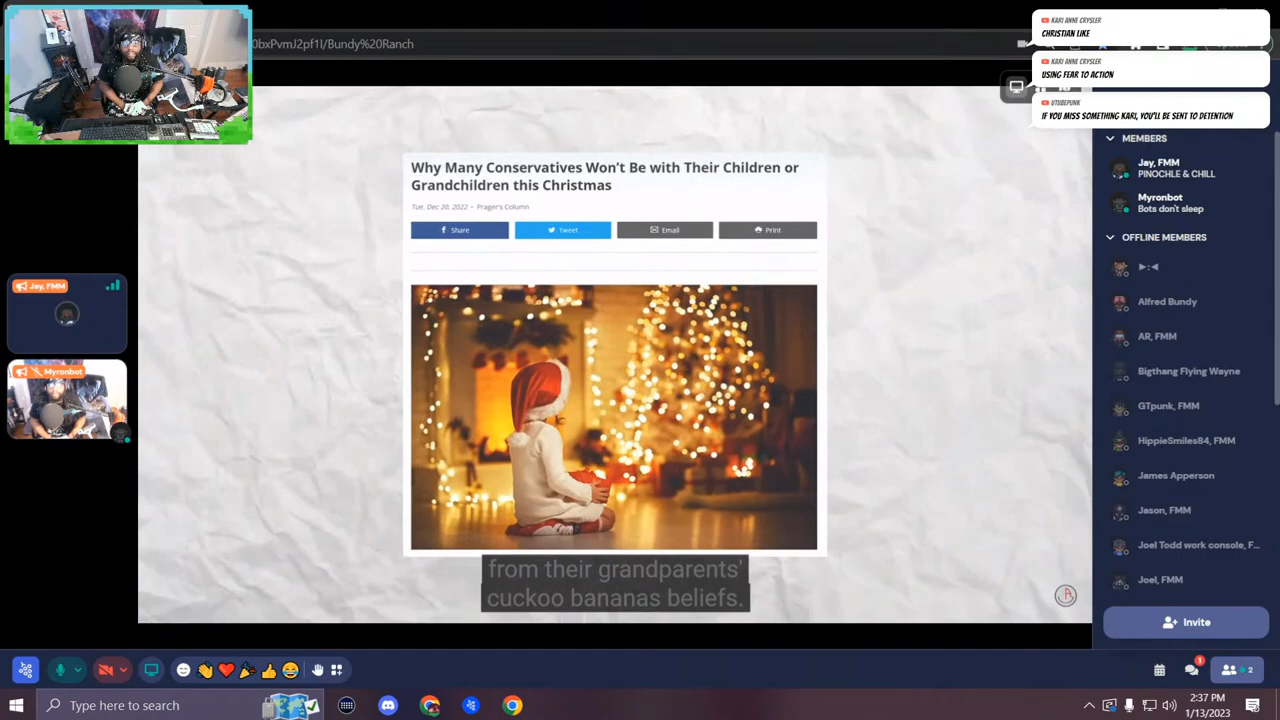 0bxPvmJ2pf1L/Randy%20Ranch
KARI ANNE CRYSLER
CHRISTIAN LIKE
KARI ANNE CRYSLER
USING FEAR TO ACTION
UTUBEPUNK
IF YOU MISS SOMETHING KARI, YOU'LL BE SENT TO DETENTION
Why Many Conservatives Won't Be with Their Children or
Grandchildren this Christmas
Tue, Dec 20, 2022 • Prager's Column
Share
Tweet
Email
Print
from their grandparents'
cuckoo bananas beliefs.
Jay, FMM
Myronbot
MEMBERS
Jay, FMM
PINOCHLE & CHILL
Myronbot
Bots don't sleep
OFFLINE MEMBERS
Alfred Bundy
AR, FMM
Bigthang Flying Wayne
GTpunk, FMM
HippieSmiles84, FMM
James Apperson
Jason, FMM
Joel Todd work console, F...
Joel, FMM
Invite
1
2
Type here to search
2:37 PM
1/13/2023